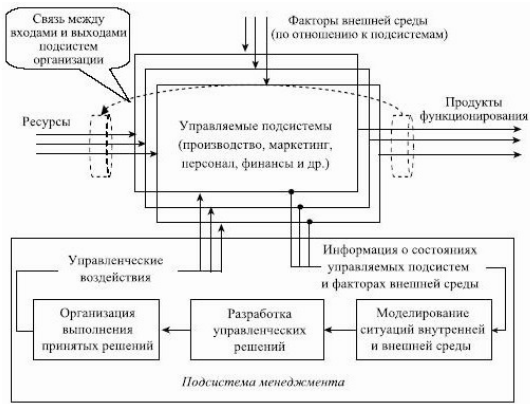 Связь между
входами и выходами
подсистем
организации
Факторы внешней среды
(по отношению к подсистемам)
Ресурсы
Управляемые подсистемы
(производство, маркетинг,
персонал, финансы и др.)
Продукты
функционирования
Управленческие
воздействия
Информация о состояниях
управляемых подсистем
и факторах внешней среды
Организация
выполнения
принятых решений
Разработка
управленческих
решений
Моделирование
ситуаций внутренней
и внешней среды
Подсистема менеджмента